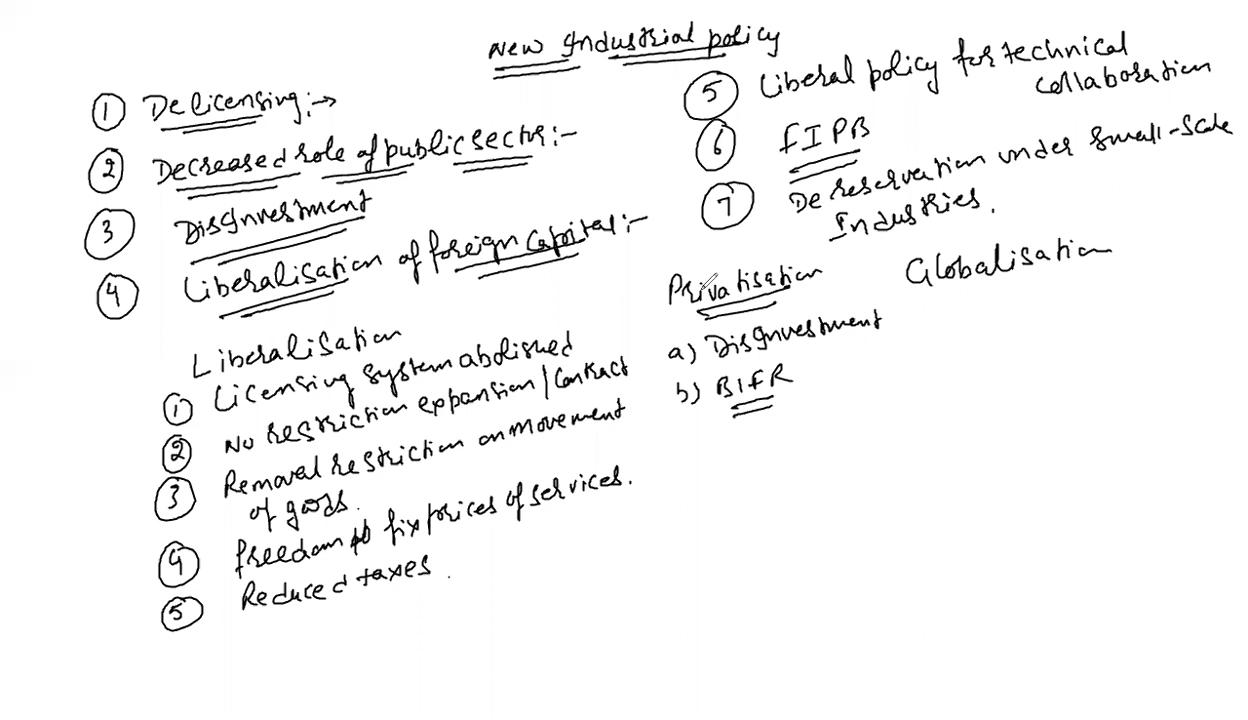 New Industrial policy
① Delicensing:→
② Decreased role of public sector:-
③ Disinvestment
④ Liberalisation of foreign capital:-
⑤ Liberal policy for technical
collaboration
⑥ FIPB
⑦ Dereservation under small-scale
Industries.
Liberalisation
① Licensing system abolished
② No restriction expansion/Contract
③ Removal restriction on movement
of goods.
④ freedom to fix prices of services.
⑤ Reduced taxes.
Privatisation
a) Disinvestment
b) BIFR
Globalisation